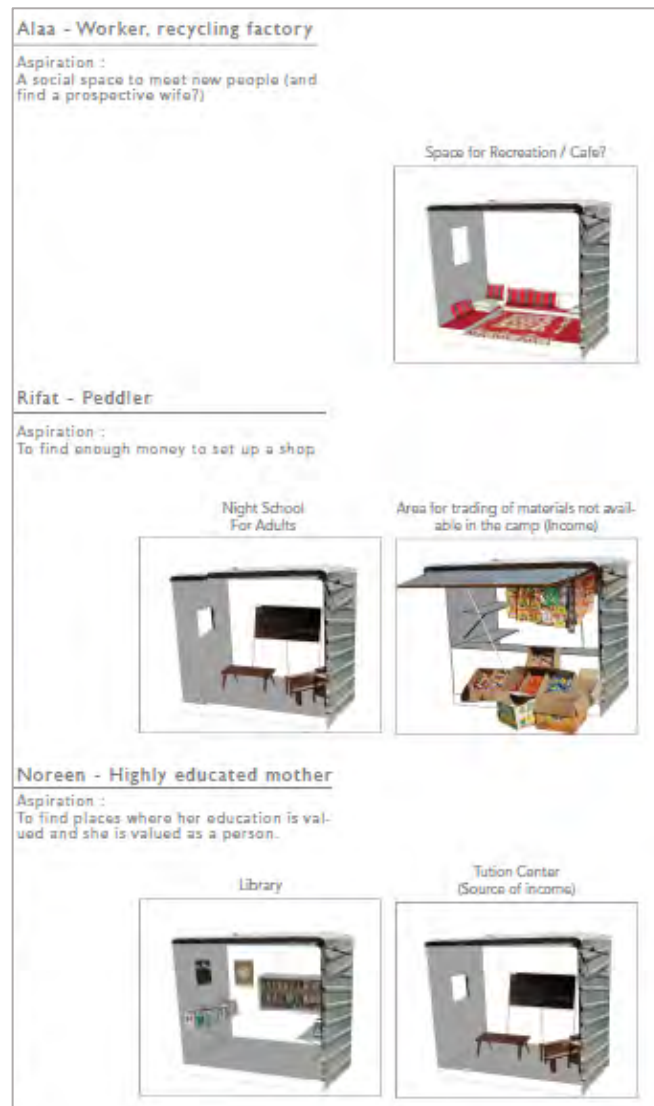 Alaa - Worker, recycling factory
Aspiration :
A social space to meet new people (and
find a prospective wife?)
Space for Recreation / Cafe?
Rifat - Peddler
Aspiration :
To find enough money to set up a shop
Night School
For Adults
Area for trading of materials not avail-
able in the camp (Income)
Noreen - Highly educated mother
Aspiration :
To find places where her education is val-
ued and she is valued as a person.
Library
Tution Center
(Source of income)